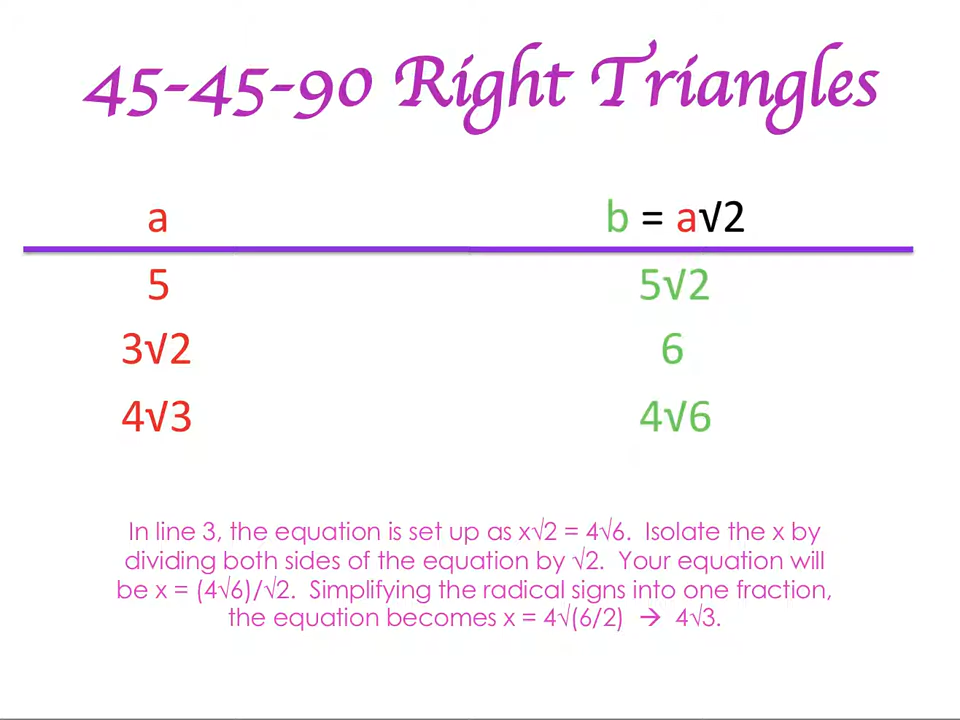 45-45-90 Right Triangles
a b = a√2
5 5√2
3√2 6
4√3 4√6
In line 3, the equation is set up as x√2 = 4√6. Isolate the x by
dividing both sides of the equation by √2. Your equation will
be x = (4√6)/√2. Simplifying the radical signs into one fraction,
the equation becomes x = 4√(6/2) → 4√3.